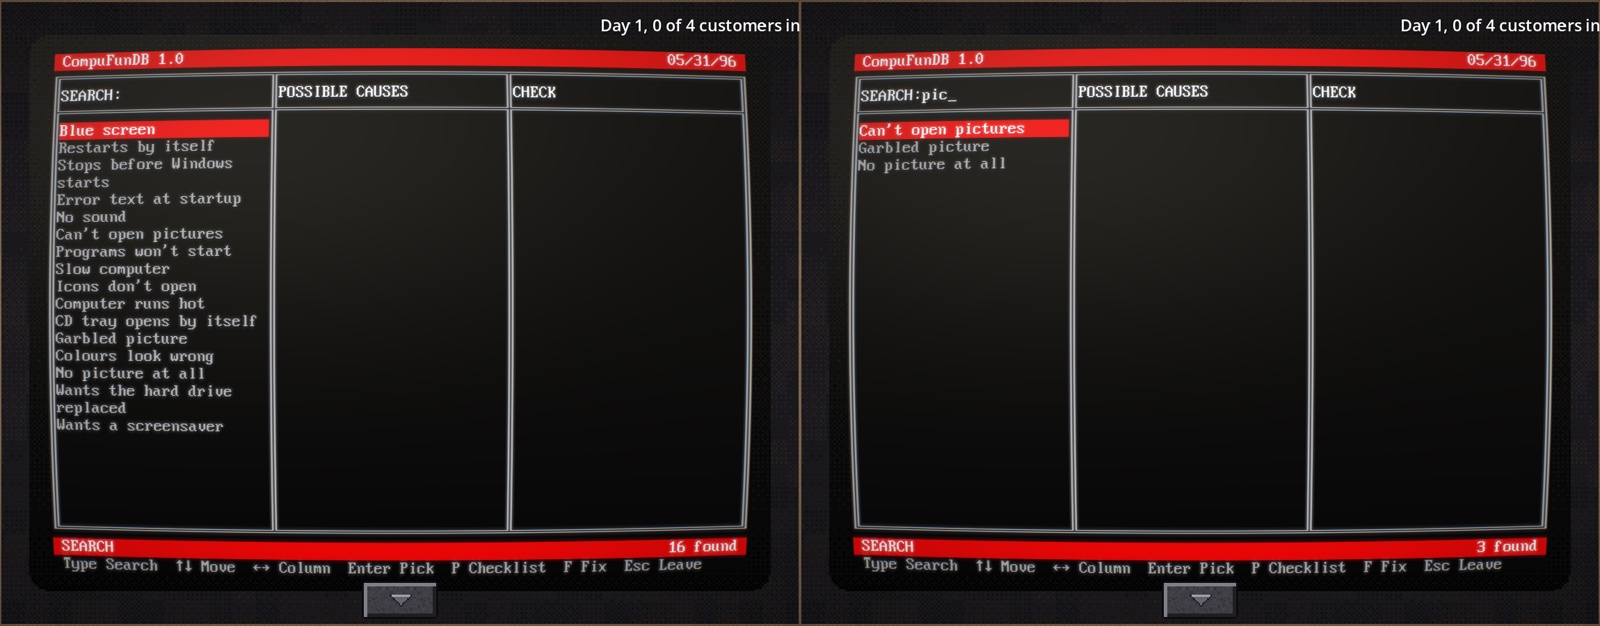 Day 1, 0 of 4 customers in
CompuFunDB 1.0
05/31/96
SEARCH:
POSSIBLE CAUSES
CHECK
Blue screen
Restarts by itself
Stops before Windows
starts
Error text at startup
No sound
Can't open pictures
Programs won't start
Slow computer
Icons don't open
Computer runs hot
CD tray opens by itself
Garbled picture
Colours look wrong
No picture at all
Wants the hard drive
replaced
Wants a screensaver
SEARCH
16 found
Type Search ↑↓ Move ↔ Column Enter Pick P Checklist F Fix Esc Leave
Day 1, 0 of 4 customers in
CompuFunDB 1.0
05/31/96
SEARCH:pic_
POSSIBLE CAUSES
CHECK
Can't open pictures
Garbled picture
No picture at all
SEARCH
3 found
Type Search ↑↓ Move ↔ Column Enter Pick P Checklist F Fix Esc Leave